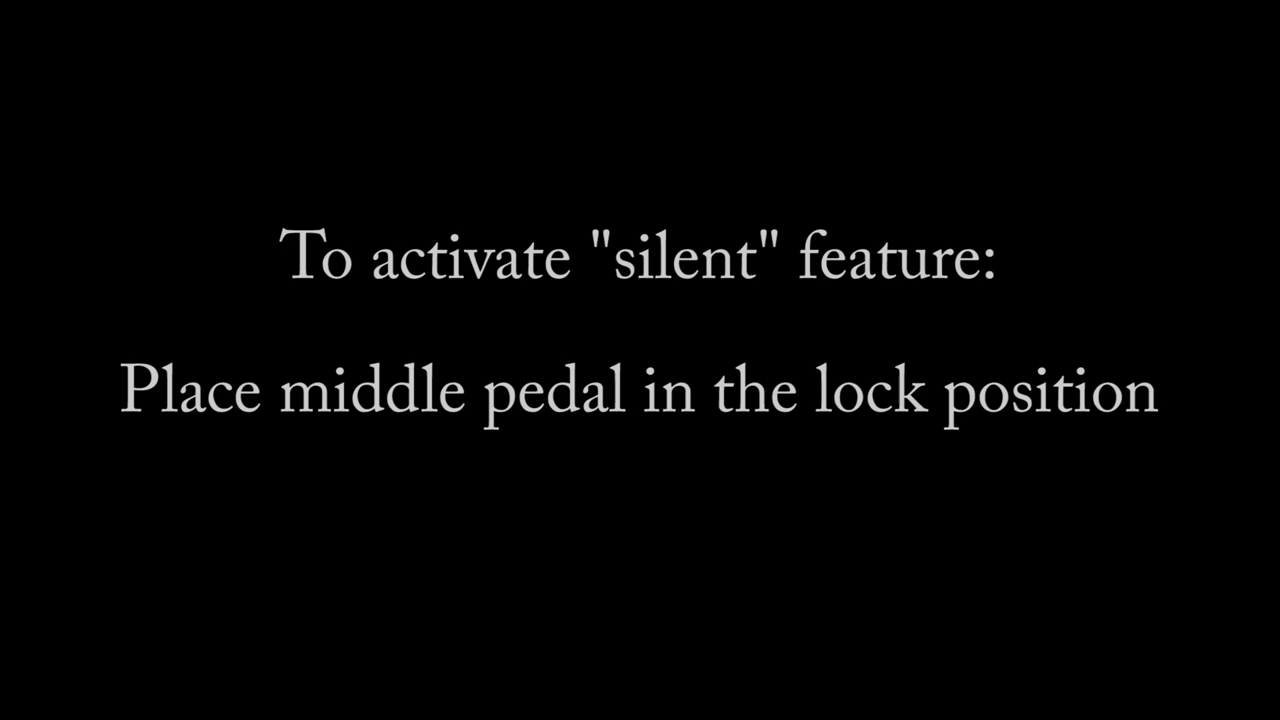 To activate "silent" feature:
Place middle pedal in the lock position